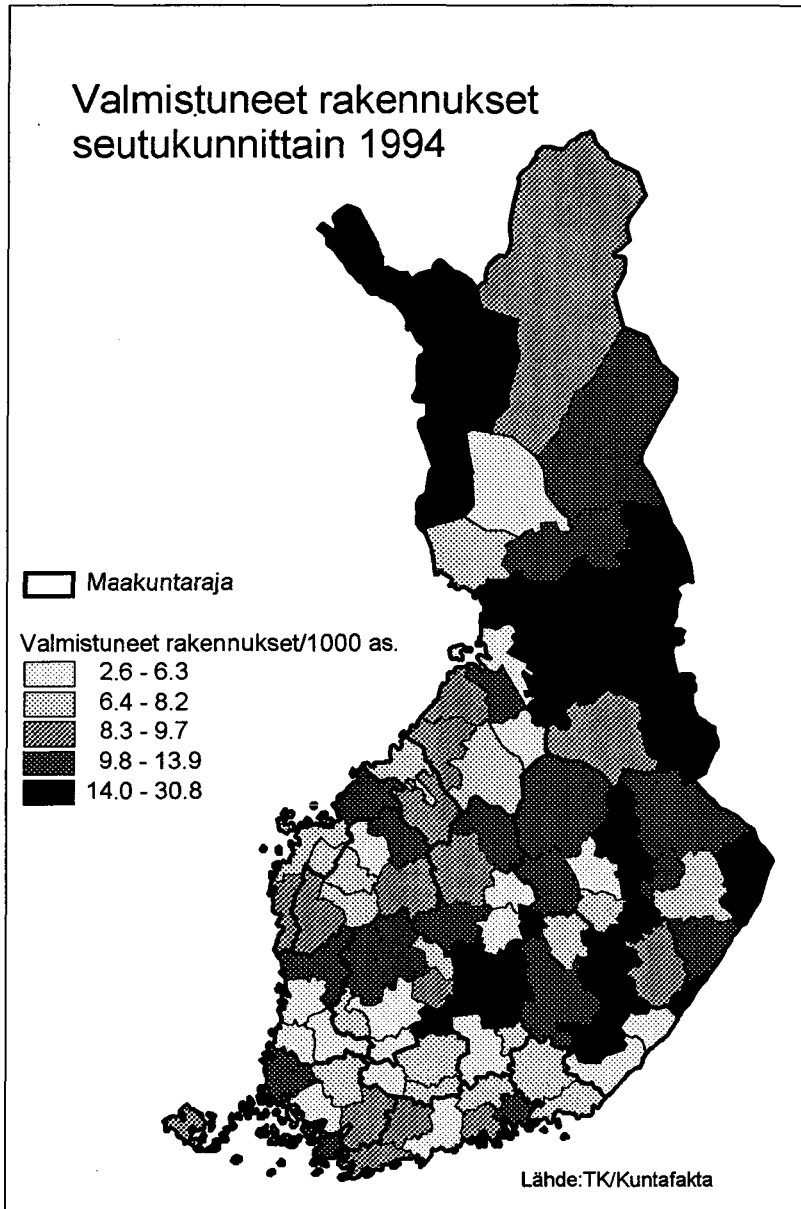 Valmistuneet rakennukset
seutukunnittain 1994
Maakuntaraja
Valmistuneet rakennukset/1000 as.
2.6 - 6.3
6.4 - 8.2
8.3 - 9.7
9.8 - 13.9
14.0 - 30.8
Lähde:TK/Kuntafakta